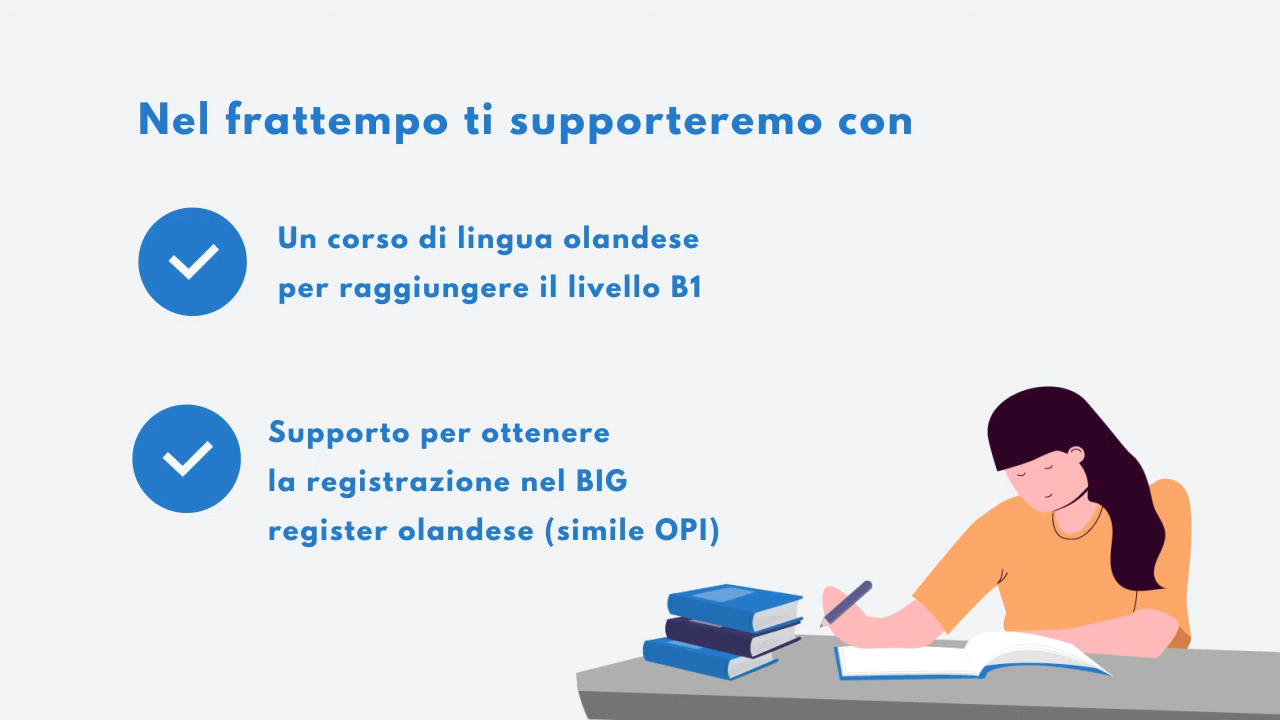 Nel frattempo ti supporteremo con
Un corso di lingua olandese
per raggiungere il livello B1
Supporto per ottenere
la registrazione nel BIG
register olandese (simile OPI)